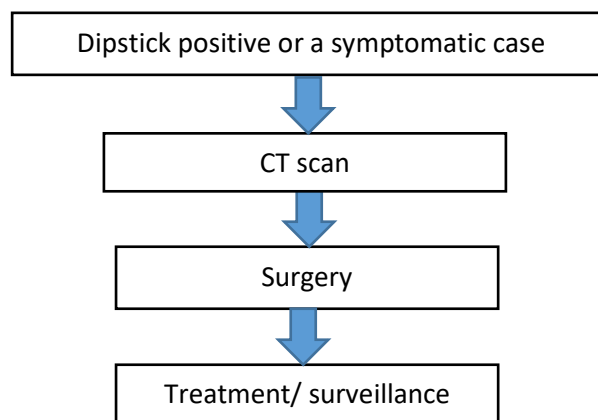 Dipstick positive or a symptomatic case
CT scan
Surgery
Treatment/ surveillance